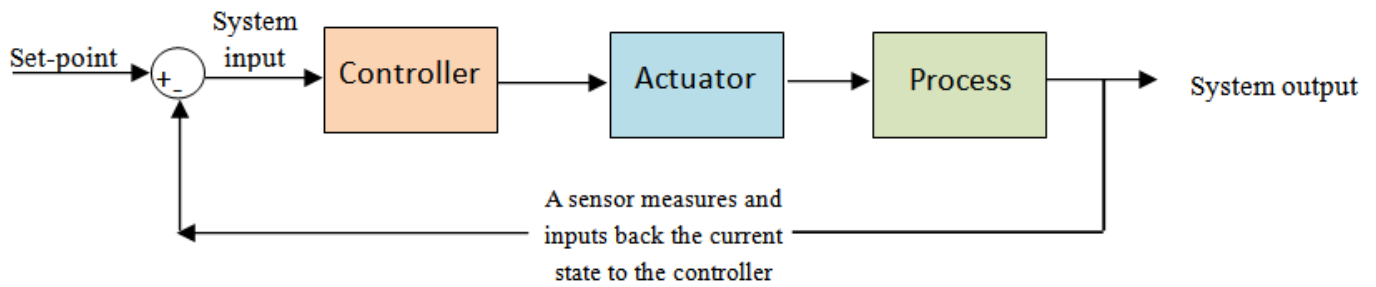 System
input
Set-point
+
-
Controller
Actuator
Process
System output
A sensor measures and
inputs back the current
state to the controller